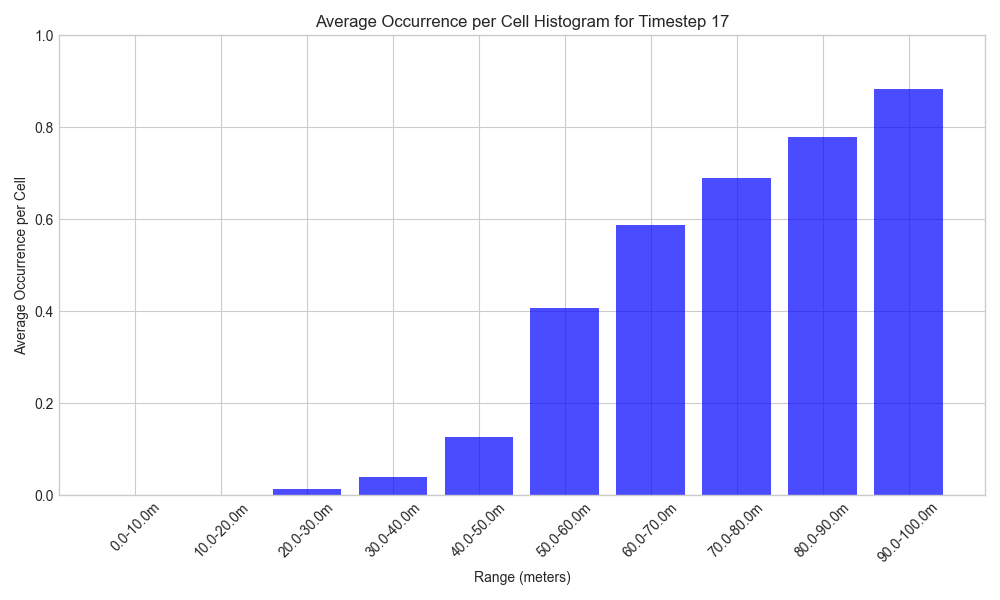 Average Occurrence per Cell Histogram for Timestep 17
Average Occurrence per Cell
1.0
0.8
0.6
0.4
0.2
0.0
0.0-10.0m
10.0-20.0m
20.0-30.0m
30.0-40.0m
40.0-50.0m
50.0-60.0m
60.0-70.0m
70.0-80.0m
80.0-90.0m
90.0-100.0m
Range (meters)